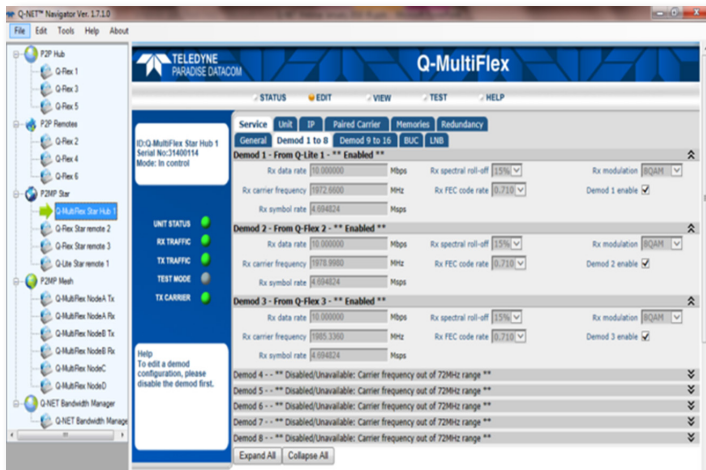 Q-NET™ Navigator Ver. 1.7.1.0
File Edit Tools Help About
P2P Hub
Q-Flex 1
Q-Flex 3
Q-Flex 5
P2P Remotes
Q-Flex 2
Q-Flex 4
Q-Flex 6
P2MP Star
Q-MultiFlex Star Hub 1
Q-Flex Star remote 2
Q-Flex Star remote 3
Q-Lite Star remote 1
P2MP Mesh
Q-MultiFlex NodeA Tx
Q-MultiFlex NodeA Rx
Q-MultiFlex NodeB Tx
Q-MultiFlex NodeB Rx
Q-MultiFlex NodeC
Q-MultiFlex NodeD
Q-NET Bandwidth Manager
Q-NET Bandwidth Manage
TELEDYNE
PARADISE DATACOM
Q-MultiFlex
STATUS EDIT VIEW TEST HELP
ID:Q-MultiFlex Star Hub 1
Serial No:31400114
Mode: In control
UNIT STATUS
RX TRAFFIC
TX TRAFFIC
TEST MODE
TX CARRIER
Help
To edit a demod
configuration, please
disable the demod first.
Service Unit IP Paired Carrier Memories Redundancy
General Demod 1 to 8 Demod 9 to 16 BUC LNB
Demod 1 - From Q-Lite 1 -- ** Enabled **
Rx data rate 10.000000 Mbps Rx spectral roll-off 15% Rx modulation 8QAM
Rx carrier frequency 1972.6600 MHz Rx FEC code rate 0.710 Demod 1 enable
Rx symbol rate 4.694824 Msps
Demod 2 - From Q-Flex 2 - ** Enabled **
Rx data rate 10.000000 Mbps Rx spectral roll-off 15% Rx modulation 8QAM
Rx carrier frequency 1978.9980 MHz Rx FEC code rate 0.710 Demod 2 enable
Rx symbol rate 4.694824 Msps
Demod 3 - From Q-Flex 3 - ** Enabled **
Rx data rate 10.000000 Mbps Rx spectral roll-off 15% Rx modulation 8QAM
Rx carrier frequency 1985.3360 MHz Rx FEC code rate 0.710 Demod 3 enable
Rx symbol rate 4.694824 Msps
Demod 4 - - ** Disabled/Unavailable: Carrier frequency out of 72MHz range **
Demod 5 - - ** Disabled/Unavailable: Carrier frequency out of 72MHz range **
Demod 6 - - ** Disabled/Unavailable: Carrier frequency out of 72MHz range **
Demod 7 - - ** Disabled/Unavailable: Carrier frequency out of 72MHz range **
Demod 8 - - ** Disabled/Unavailable: Carrier frequency out of 72MHz range **
Expand All Collapse All